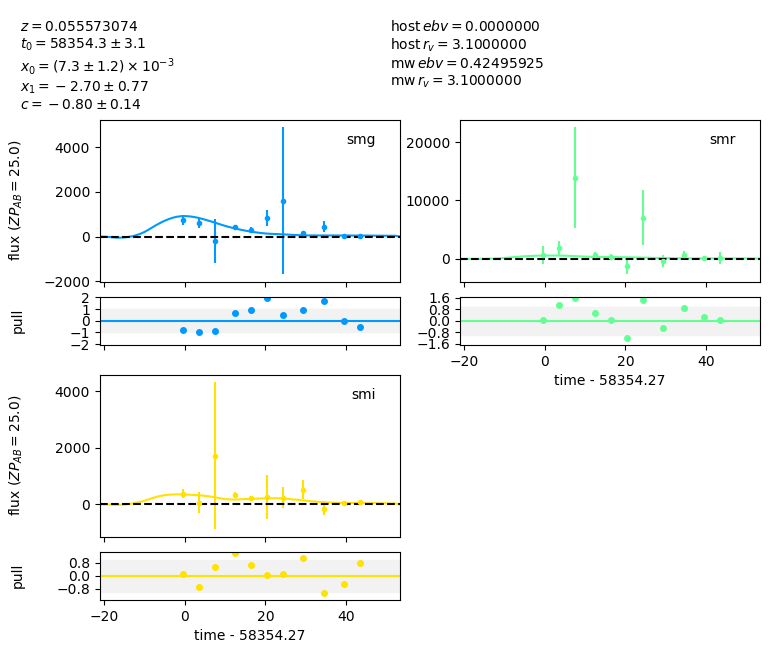 z = 0.055573074
t₀ = 58354.3 ± 3.1
x₀ = (7.3 ± 1.2) × 10⁻³
x₁ = −2.70 ± 0.77
c = −0.80 ± 0.14
host ebv = 0.0000000
host r_v = 3.1000000
mw ebv = 0.42495925
mw r_v = 3.1000000
flux (ZP_AB = 25.0)
4000
2000
0
−2000
smg
20000
10000
0
smr
pull
2
1
0
−1
−2
1.6
0.8
0.0
−0.8
−1.6
−20 0 20 40
time - 58354.27
flux (ZP_AB = 25.0)
4000
2000
0
smi
pull
0.8
0.0
−0.8
−20 0 20 40
time - 58354.27